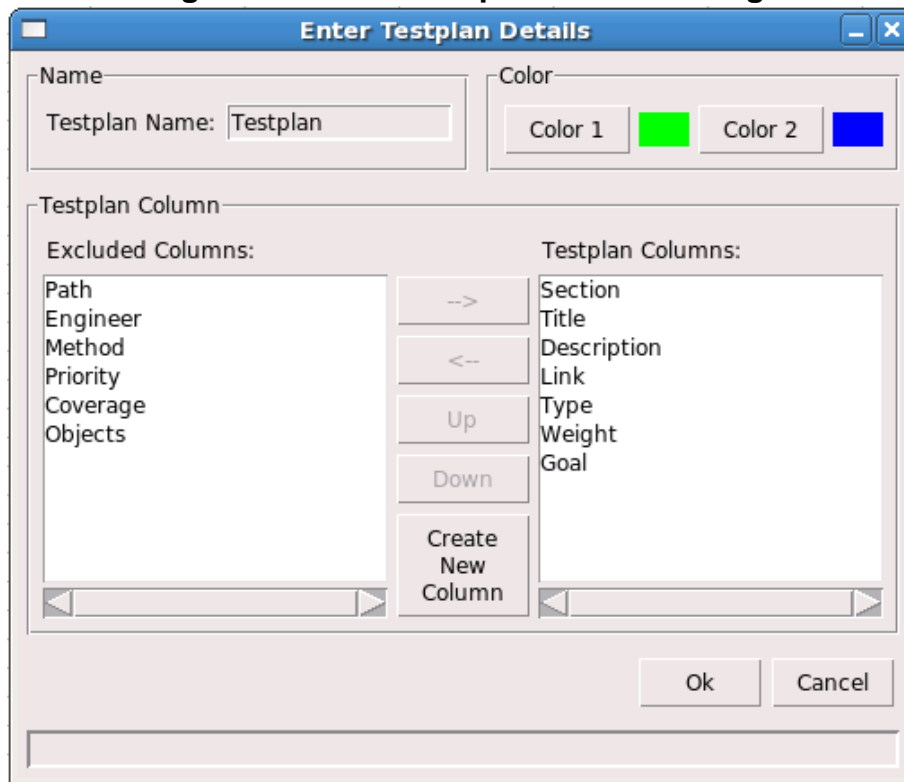 Enter Testplan Details
Name
Testplan Name: Testplan
Color
Color 1
Color 2
Testplan Column
Excluded Columns:
Path
Engineer
Method
Priority
Coverage
Objects
-->
<--
Up
Down
Create
New
Column
Testplan Columns:
Section
Title
Description
Link
Type
Weight
Goal
Ok
Cancel